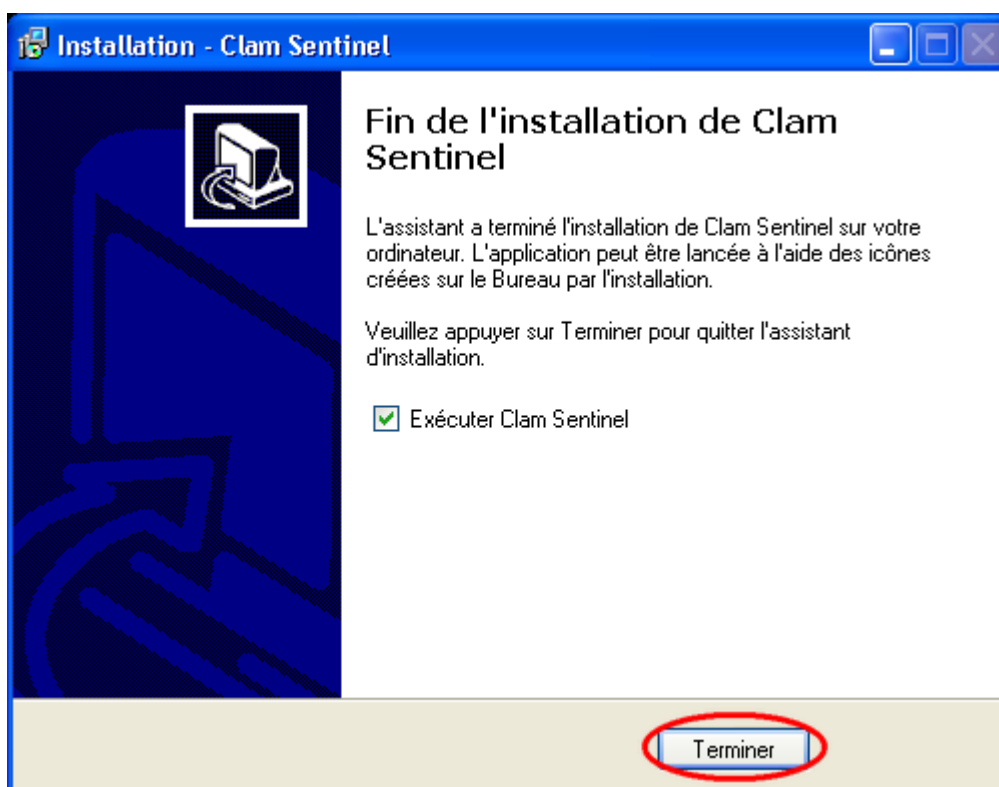 Installation - Clam Sentinel
Fin de l'installation de Clam
Sentinel
L'assistant a terminé l'installation de Clam Sentinel sur votre
ordinateur. L'application peut être lancée à l'aide des icônes
créées sur le Bureau par l'installation.
Veuillez appuyer sur Terminer pour quitter l'assistant
d'installation.
Exécuter Clam Sentinel
Terminer